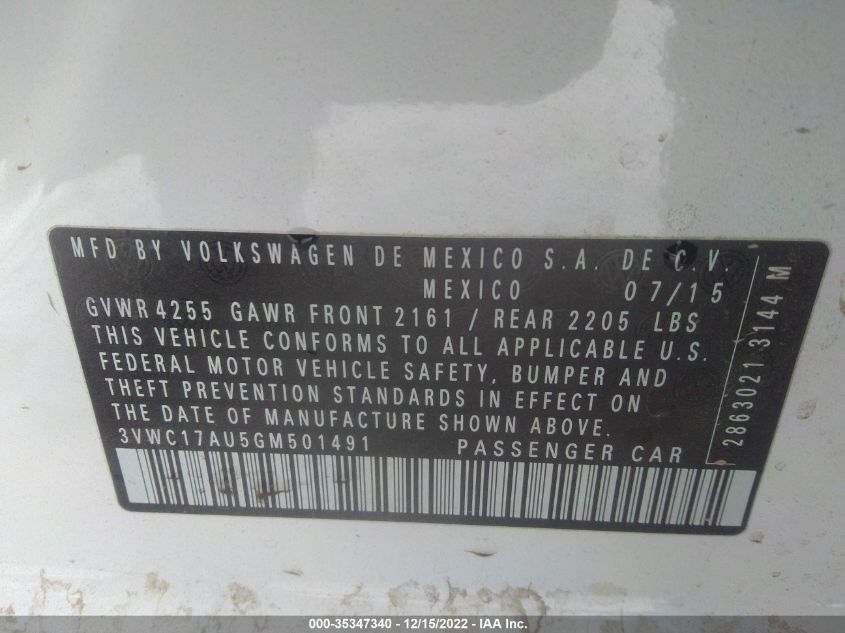 MFD BY VOLKSWAGEN DE MEXICO S.A. DE C.V.
MEXICO 07/15
GVWR 4255 GAWR FRONT 2161 / REAR 2205 LBS
THIS VEHICLE CONFORMS TO ALL APPLICABLE U.S.
FEDERAL MOTOR VEHICLE SAFETY, BUMPER AND
THEFT PREVENTION STANDARDS IN EFFECT ON
THE DATE OF MANUFACTURE SHOWN ABOVE.
3VWC17AU5GM501491 PASSENGER CAR
2863021 3144 M
000-35347340 - 12/15/2022 - IAA Inc.